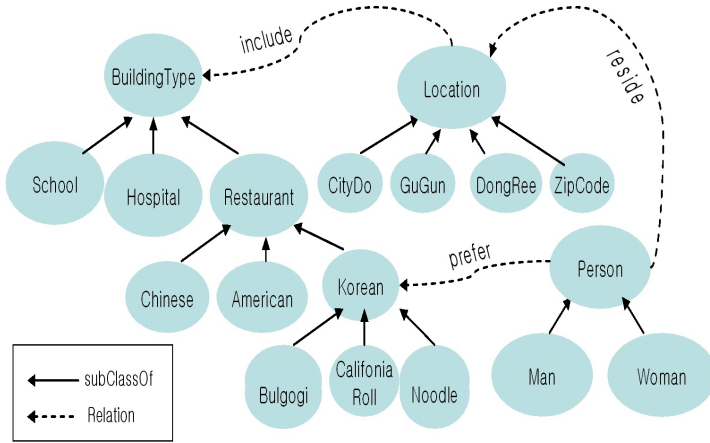 include
BuildingType
Location
reside
School
Hospital
Restaurant
CityDo
GuGun
DongRee
ZipCode
prefer
Chinese
American
Korean
Person
Bulgogi
Califonia
Roll
Noodle
Man
Woman
subClassOf
Relation